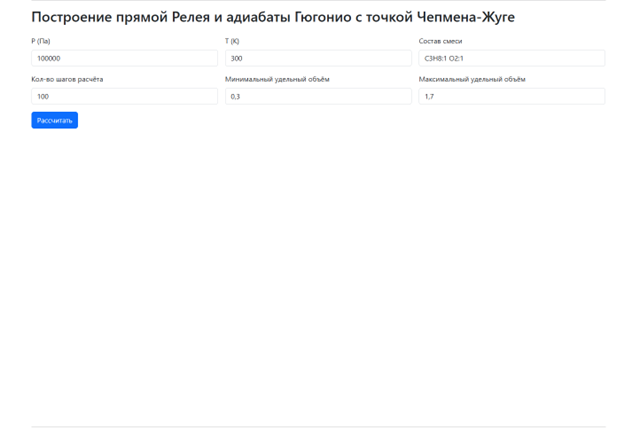 Построение прямой Релея и адиабаты Гюгонио с точкой Чепмена-Жуге
P (Па)
T (K)
Состав смеси
100000
300
C3H8:1 O2:1
Кол-во шагов расчёта
Минимальный удельный объём
Максимальный удельный объём
100
0,3
1,7
Рассчитать